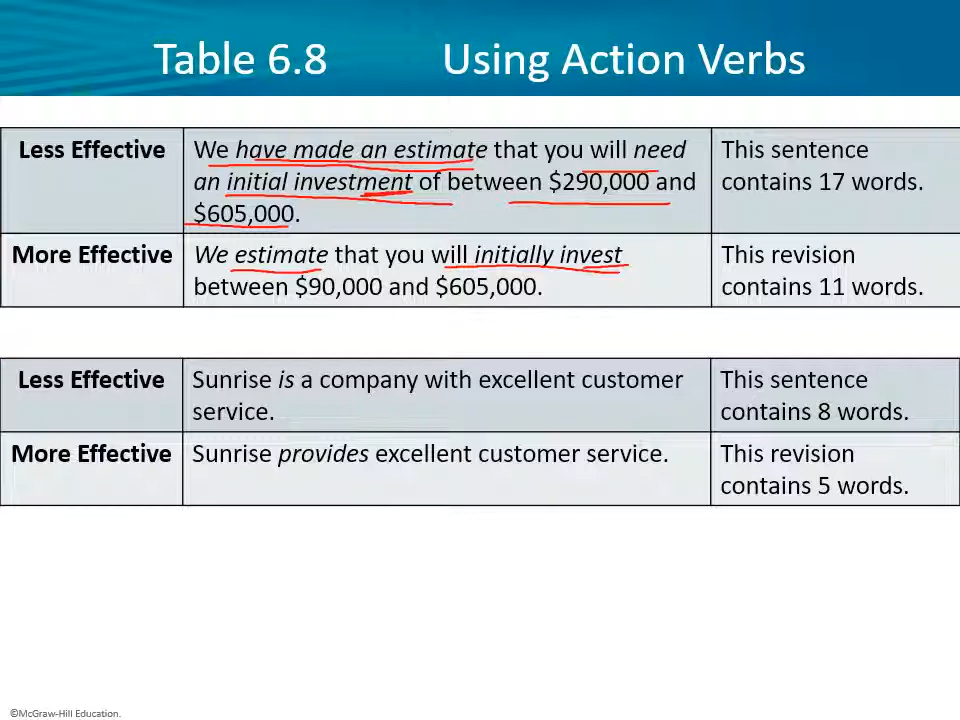 Table 6.8 Using Action Verbs
Less Effective
We have made an estimate that you will need
an initial investment of between $290,000 and
$605,000.
This sentence
contains 17 words.
More Effective
We estimate that you will initially invest
between $90,000 and $605,000.
This revision
contains 11 words.
Less Effective
Sunrise is a company with excellent customer
service.
This sentence
contains 8 words.
More Effective
Sunrise provides excellent customer service.
This revision
contains 5 words.
©McGraw-Hill Education.